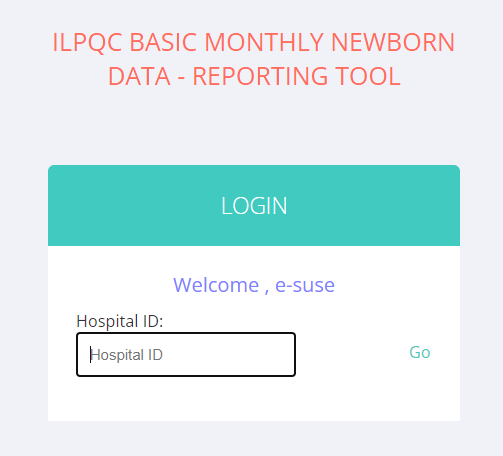 ILPQC BASIC MONTHLY NEWBORN
DATA - REPORTING TOOL
LOGIN
Welcome , e-suse
Hospital ID:
Hospital ID
Go